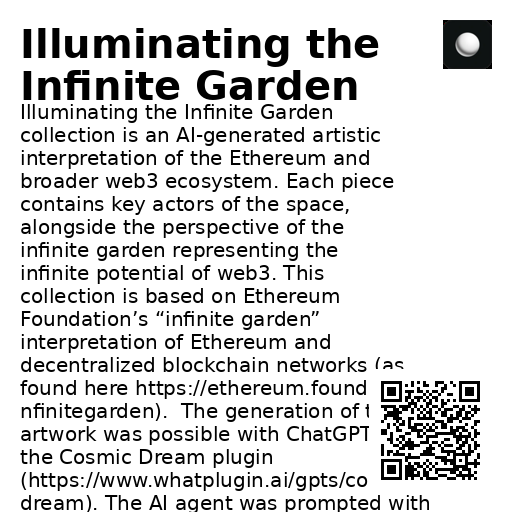 Illuminating the
Infinite Garden
Illuminating the Infinite Garden
collection is an AI-generated artistic
interpretation of the Ethereum and
broader web3 ecosystem. Each piece
contains key actors of the space,
alongside the perspective of the
infinite garden representing the
infinite potential of web3. This
collection is based on Ethereum
Foundation’s “infinite garden”
interpretation of Ethereum and
decentralized blockchain networks (as
found here https://ethereum.found
nfinitegarden).  The generation of
artwork was possible with ChatGPT
the Cosmic Dream plugin
(https://www.whatplugin.ai/gpts/co
dream). The AI agent was prompted with